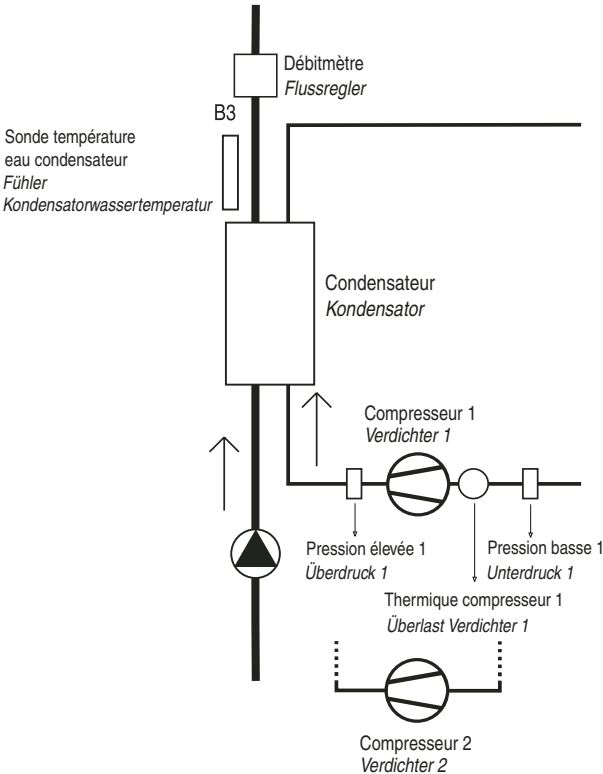 Débitmètre
Flussregler
B3
Sonde température
eau condensateur
Fühler
Kondensatorwassertemperatur
Condensateur
Kondensator
Compresseur 1
Verdichter 1
Pression élevée 1
Überdruck 1
Pression basse 1
Unterdruck 1
Thermique compresseur 1
Überlast Verdichter 1
Compresseur 2
Verdichter 2